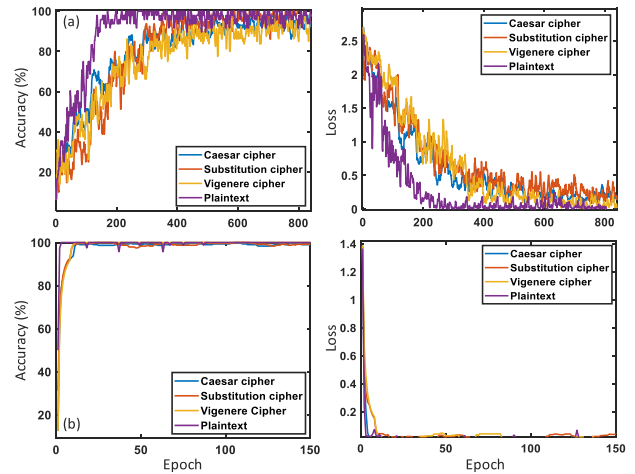 (a)
Accuracy (%)
100
80
60
40
20
0
200
400
600
800
Caesar cipher
Substitution cipher
Vigenere cipher
Plaintext
Loss
2.5
2
1.5
1
0.5
0
0
200
400
600
800
Caesar cipher
Substitution cipher
Vigenere cipher
Plaintext
(b)
Accuracy (%)
100
80
60
40
20
0
50
100
150
Epoch
Caesar cipher
Substitution cipher
Vigenere Cipher
Plaintext
Loss
1.4
1.2
1
0.8
0.6
0.4
0.2
0
50
100
150
Epoch
Caesar cipher
Substitution cipher
Vigenere cipher
Plaintext